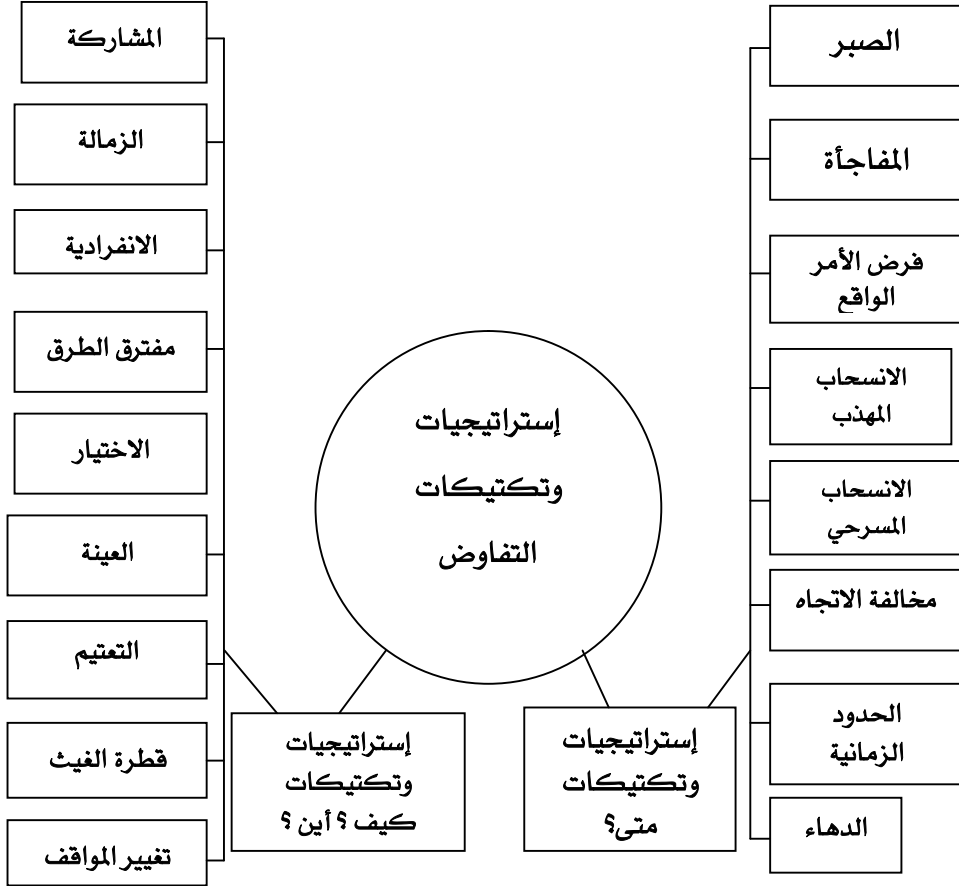 إستراتيجيات
وتكتيكات
التفاوض
إستراتيجيات
وتكتيكات
متى؟
الصبر
المفاجأة
فرض الأمر
الواقع
الانسحاب
المهذب
الانسحاب
المسرحي
مخالفة الاتجاه
الحدود
الزمانية
الدهاء
إستراتيجيات
وتكتيكات
كيف ؟ أين ؟
المشاركة
الزمالة
الانفرادية
مفترق الطرق
الاختيار
العينة
التعتيم
قطرة الغيث
تغيير المواقف